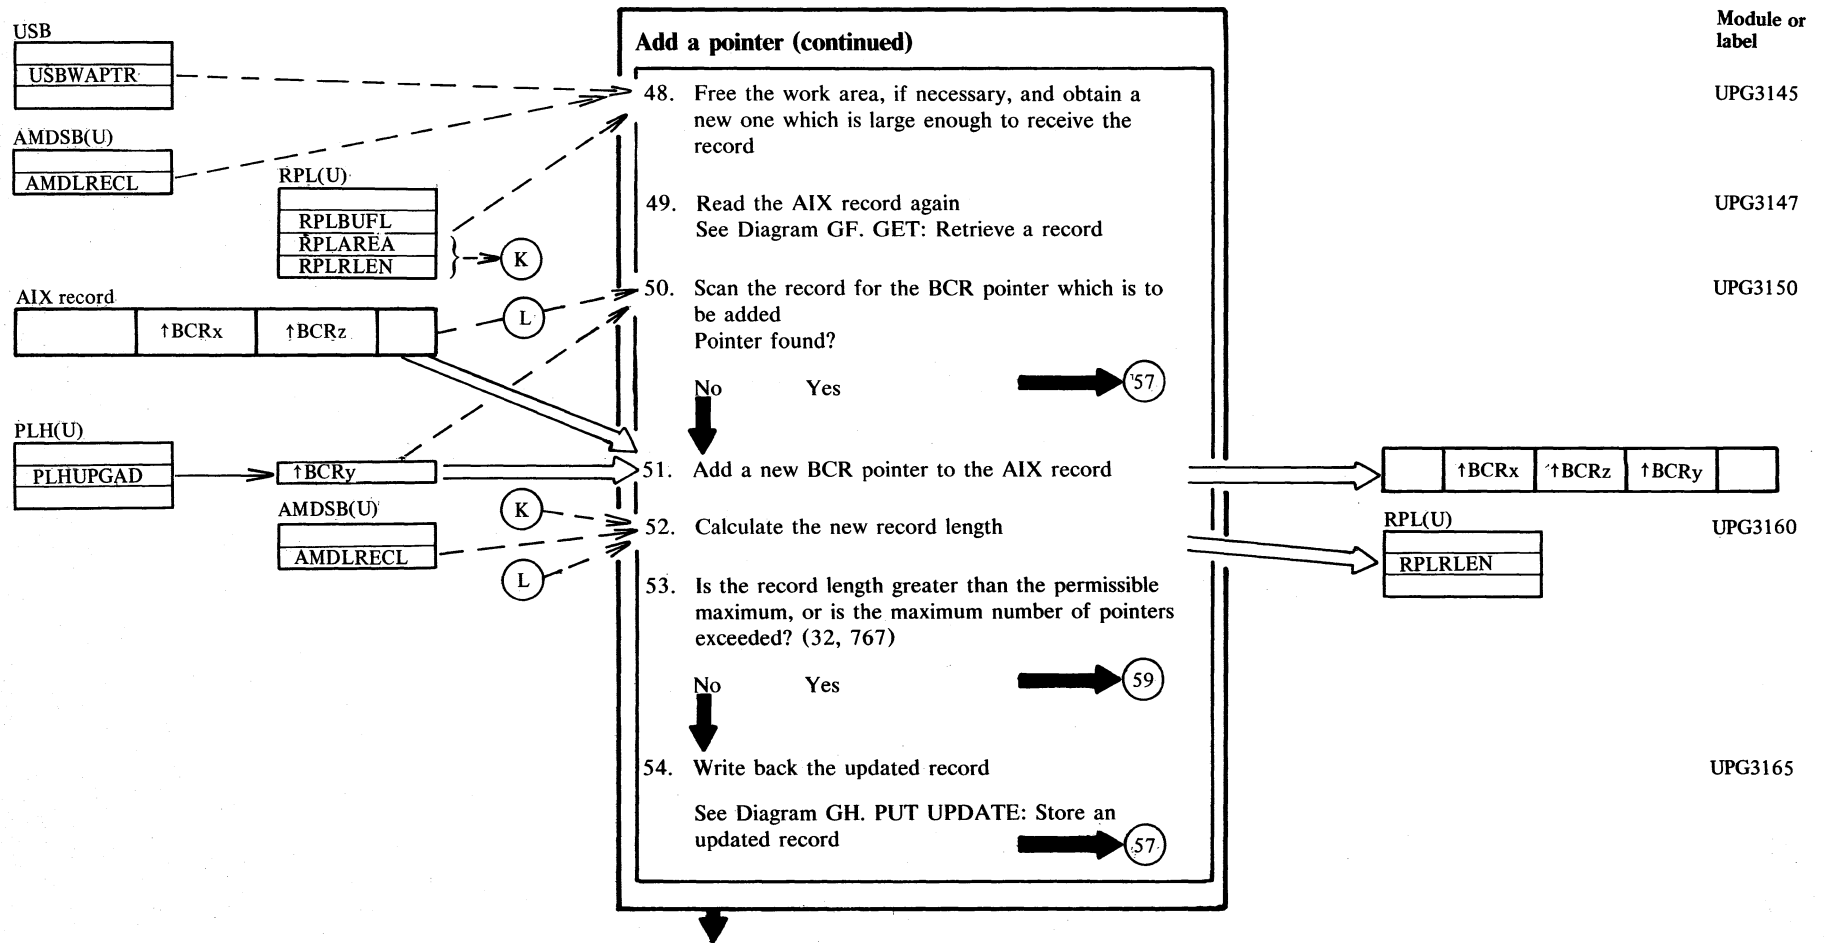 USB
USBWAPTR
AMDSB(U)
AMDLRECL
RPL(U)
RPLBUFL
RPLAREA
RPLRLEN
K
AIX record
↑BCRx ↑BCRz
L
PLH(U)
PLHUPGAD
↑BCRy
AMDSB(U)
AMDLRECL
K
L
Add a pointer (continued)
48. Free the work area, if necessary, and obtain a
new one which is large enough to receive the
record
49. Read the AIX record again
See Diagram GF. GET: Retrieve a record
50. Scan the record for the BCR pointer which is to
be added
Pointer found?
No Yes 57
51. Add a new BCR pointer to the AIX record
52. Calculate the new record length
53. Is the record length greater than the permissible
maximum, or is the maximum number of pointers
exceeded? (32, 767)
No Yes 59
54. Write back the updated record
See Diagram GH. PUT UPDATE: Store an
updated record 57
↑BCRx ↑BCRz ↑BCRy
RPL(U)
RPLRLEN
Module or
label
UPG3145
UPG3147
UPG3150
UPG3160
UPG3165